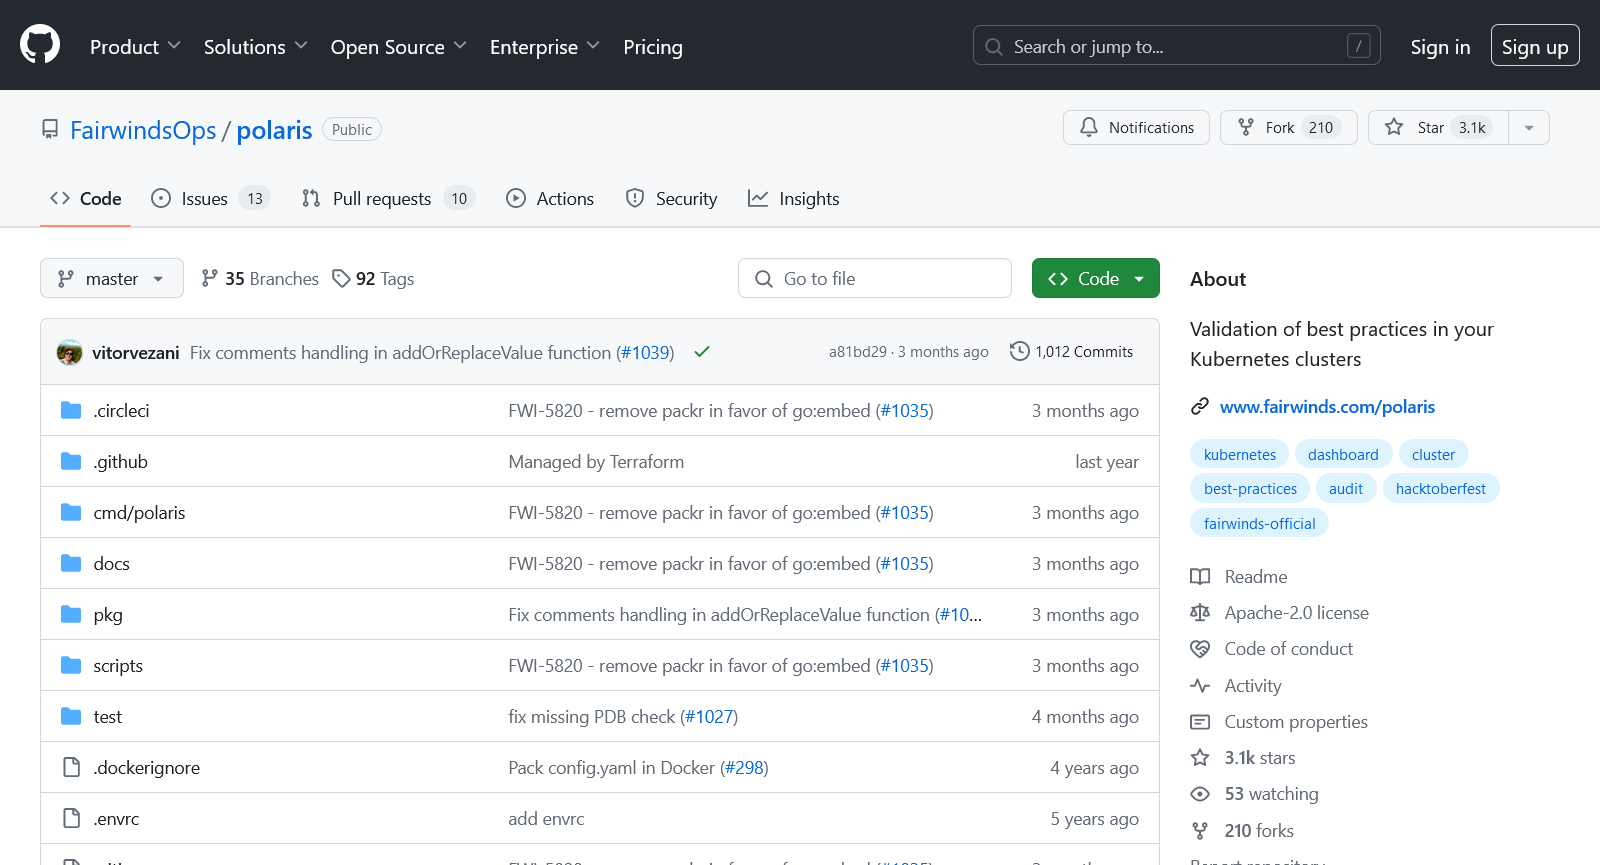 Product Solutions Open Source Enterprise Pricing Search or jump to... / Sign in Sign up
FairwindsOps / polaris Public Notifications Fork 210 Star 3.1k
Code Issues 13 Pull requests 10 Actions Security Insights
master 35 Branches 92 Tags Go to file Code
vitorvezani Fix comments handling in addOrReplaceValue function (#1039) a81bd29 · 3 months ago 1,012 Commits
.circleci FWI-5820 - remove packr in favor of go:embed (#1035) 3 months ago
.github Managed by Terraform last year
cmd/polaris FWI-5820 - remove packr in favor of go:embed (#1035) 3 months ago
docs FWI-5820 - remove packr in favor of go:embed (#1035) 3 months ago
pkg Fix comments handling in addOrReplaceValue function (#10... 3 months ago
scripts FWI-5820 - remove packr in favor of go:embed (#1035) 3 months ago
test fix missing PDB check (#1027) 4 months ago
.dockerignore Pack config.yaml in Docker (#298) 4 years ago
.envrc add envrc 5 years ago
About
Validation of best practices in your
Kubernetes clusters
www.fairwinds.com/polaris
kubernetes dashboard cluster
best-practices audit hacktoberfest
fairwinds-official
Readme
Apache-2.0 license
Code of conduct
Activity
Custom properties
3.1k stars
53 watching
210 forks